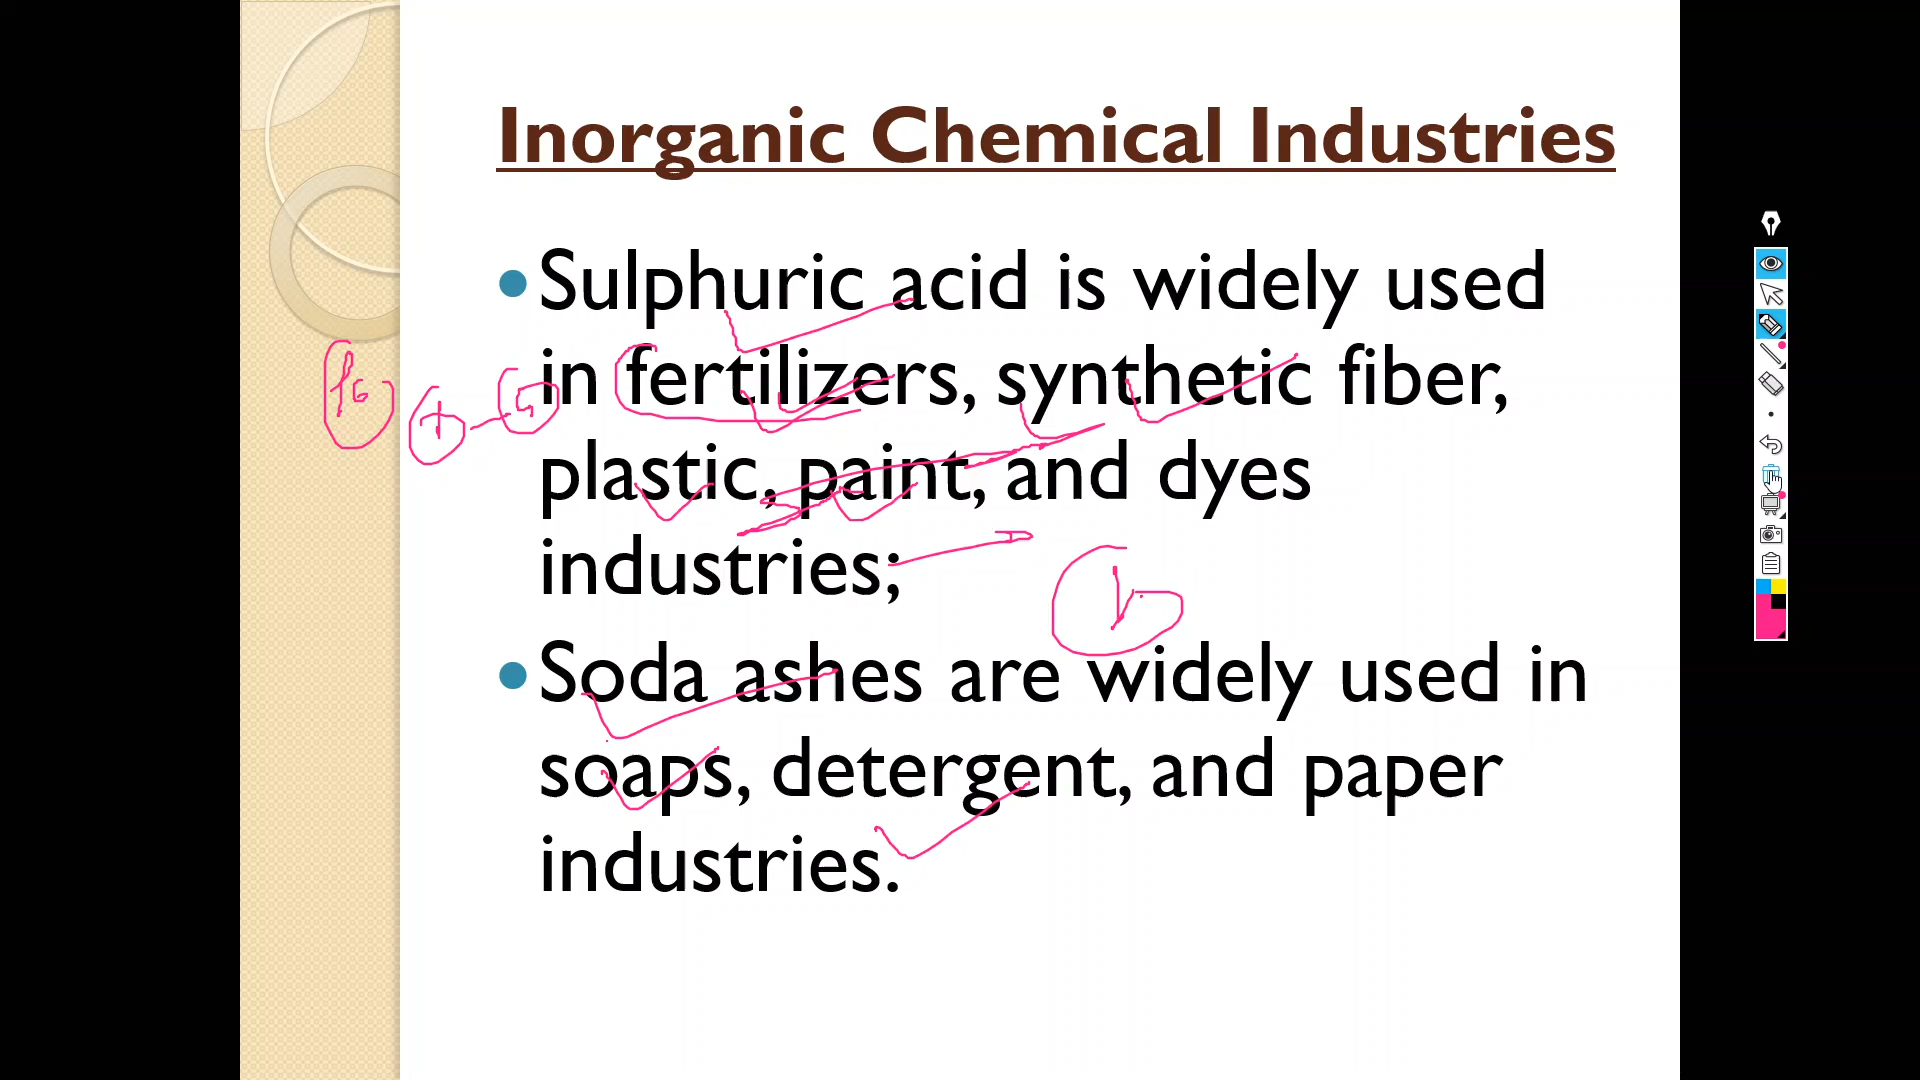 Inorganic Chemical Industries
• Sulphuric acid is widely used
in fertilizers, synthetic fiber,
plastic, paint, and dyes
industries;
• Soda ashes are widely used in
soaps, detergent, and paper
industries.